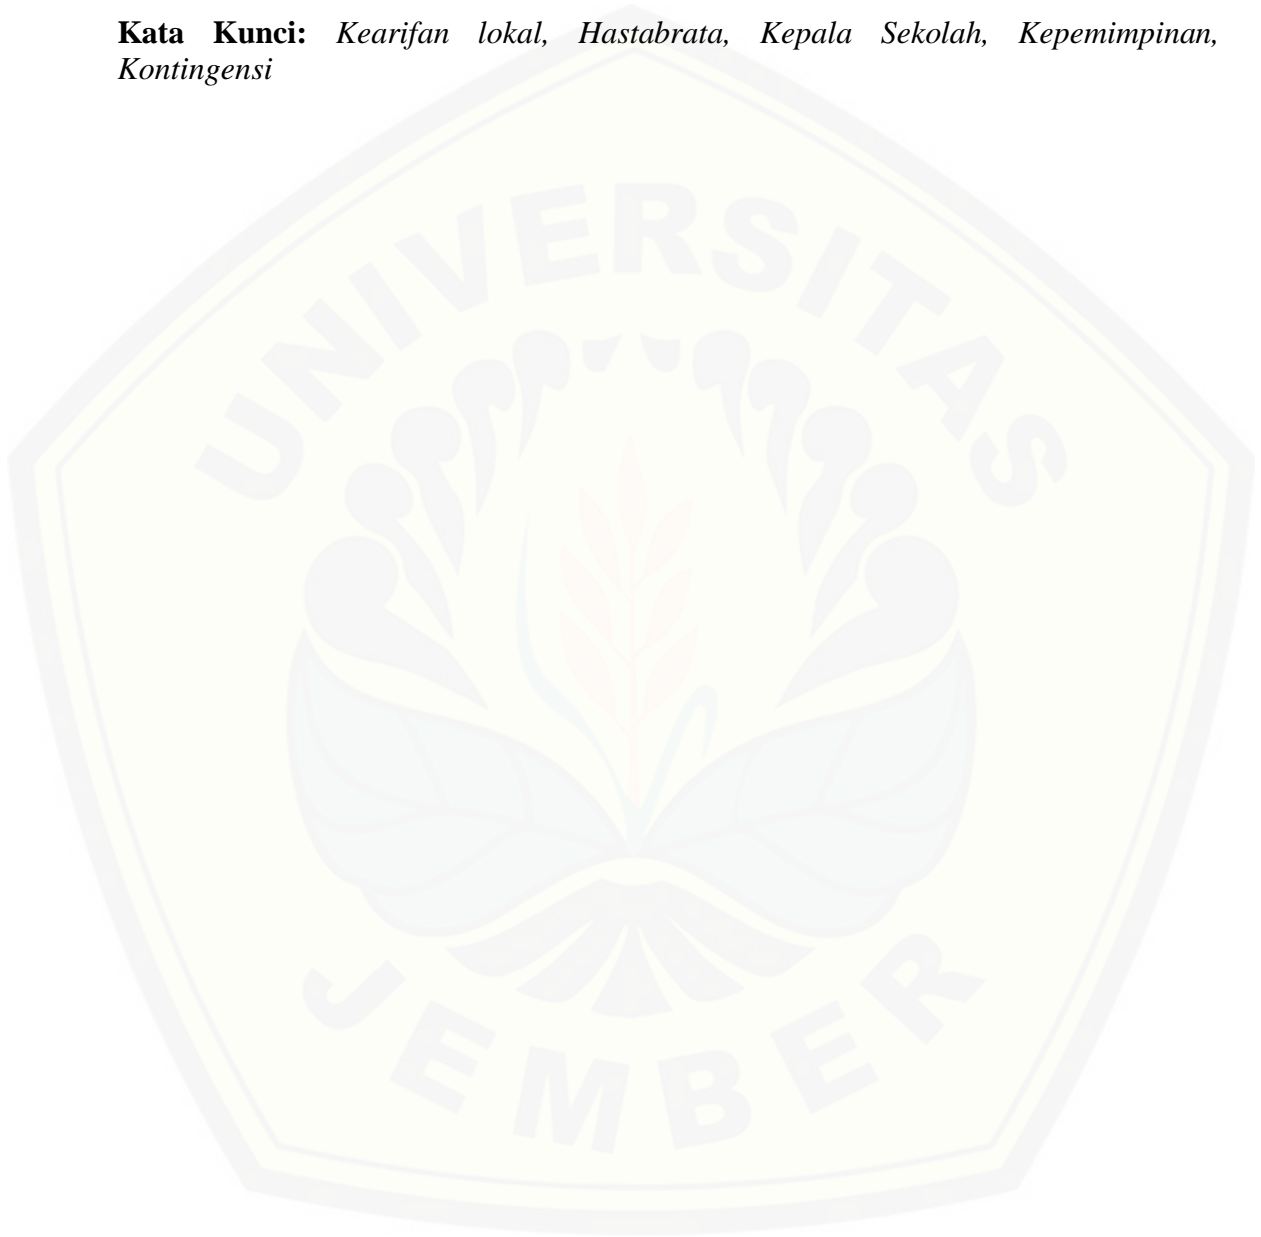 Kata Kunci: Kearifan lokal, Hastabrata, Kepala Sekolah, Kepemimpinan,
Kontingensi
UNIVERSITAS
JEMBER